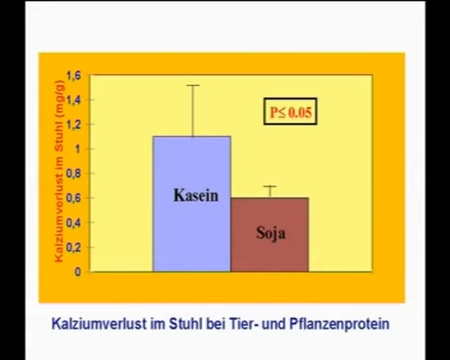 1,6
1,4
1,2
1
0,8
0,6
0,4
0,2
0
Kalziumverlust im Stuhl (mg/g)
P≤ 0.05
Kasein
Soja
Kalziumverlust im Stuhl bei Tier- und Pflanzenprotein